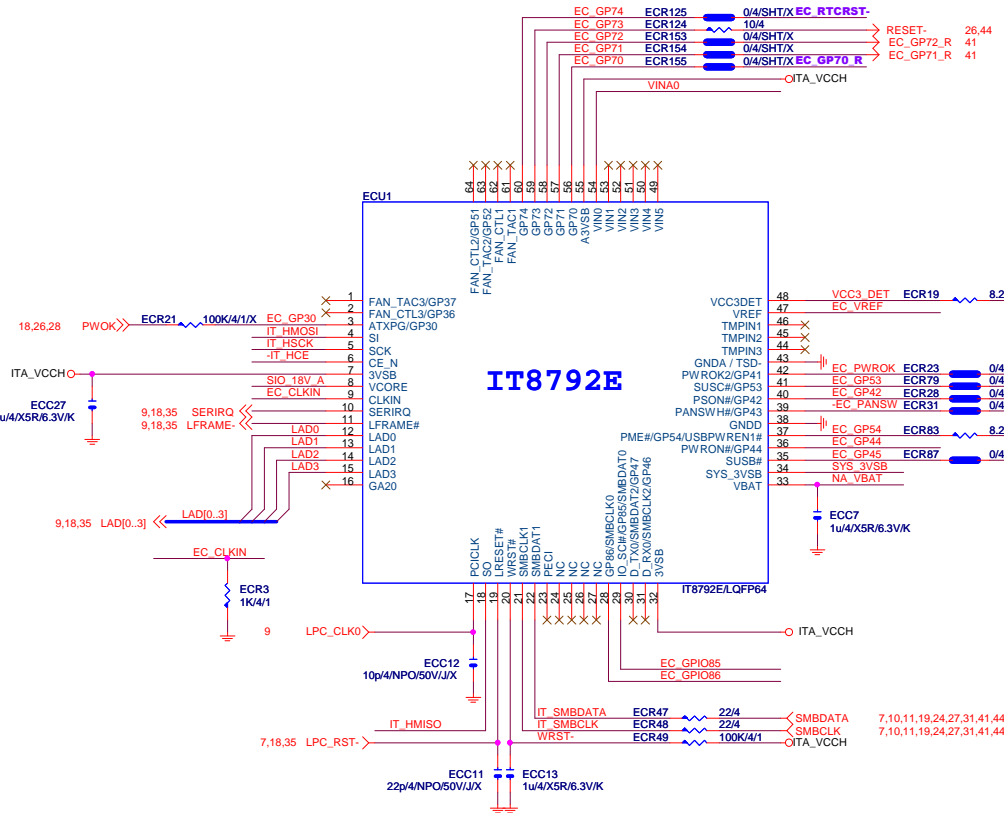 EC_GP74 ECR125 0/4/SHT/X EC_RTCRST-
EC_GP73 ECR124 10/4 RESET- 26,44
EC_GP72 ECR153 0/4/SHT/X EC_GP72_R 41
EC_GP71 ECR154 0/4/SHT/X EC_GP71_R 41
EC_GP70 ECR155 0/4/SHT/X EC_GP70_R
ITA_VCCH
VINA0
64 63 62 61 60 59 58 57 56 55 54 53 52 51 50 49
ECU1
FAN_CTL2/GP51
FAN_TAC2/GP52
FAN_CTL1
FAN_TAC1
GP74
GP73
GP72
GP71
GP70
A3VSB
VIN0
VIN1
VIN2
VIN3
VIN4
VIN5
1 FAN_TAC3/GP37
2 FAN_CTL3/GP36
18,26,28 PWOK ECR21 100K/4/1/X EC_GP30 3 ATXPG/GP30
IT_HMOSI 4 SI
IT_HSCK 5 SCK
-IT_HCE 6 CE_N
ITA_VCCH 7 3VSB
SIO_18V_A 8 VCORE
EC_CLKIN 9 CLKIN
9,18,35 SERIRQ 10 SERIRQ
9,18,35 LFRAME- 11 LFRAME#
LAD0 12 LAD0
LAD1 13 LAD1
LAD2 14 LAD2
LAD3 15 LAD3
16 GA20
ECC27
u/4/X5R/6.3V/K
9,18,35 LAD[0..3] LAD[0..3]
IT8792E
VCC3DET 48 VCC3_DET ECR19 8.2
VREF 47 EC_VREF
TMPIN1 46
TMPIN2 45
TMPIN3 44
GNDA / TSD- 43
PWROK2/GP41 42 EC_PWROK ECR23 0/4
SUSC#/GP53 41 EC_GP53 ECR79 0/4
PSON#/GP42 40 EC_GP42 ECR28 0/4
PANSWH#/GP43 39 -EC_PANSW ECR31 0/4
GNDD 38
PME#/GP54/USBPWREN1# 37 EC_GP54 ECR83 8.2
PWRON#/GP44 36 EC_GP44
SUSB# 35 EC_GP45 ECR87 0/4
SYS_3VSB 34 SYS_3VSB
VBAT 33 NA_VBAT
ECC7
1u/4/X5R/6.3V/K
EC_CLKIN
ECR3
1K/4/1
PCICLK
SO
LRESET#
WRST#
SMBCLK1
SMBDAT1
PECI
NC
NC
NC
NC
GP86/SMBCLK0
IO_SCI#/GP85/SMBDAT0
D_TX0/SMBDAT2/GP47
D_RX0/SMBCLK2/GP46
3VSB
IT8792E/LQFP64
17 18 19 20 21 22 23 24 25 26 27 28 29 30 31 32
9 LPC_CLK0
ITA_VCCH
ECC12
10p/4/NPO/50V/J/X
EC_GPIO85
EC_GPIO86
IT_SMBDATA ECR47 22/4 SMBDATA 7,10,11,19,24,27,31,41,44
IT_HMISO IT_SMBCLK ECR48 22/4 SMBCLK 7,10,11,19,24,27,31,41,44
7,18,35 LPC_RST- WRST- ECR49 100K/4/1 ITA_VCCH
ECC11 ECC13
22p/4/NPO/50V/J/X 1u/4/X5R/6.3V/K